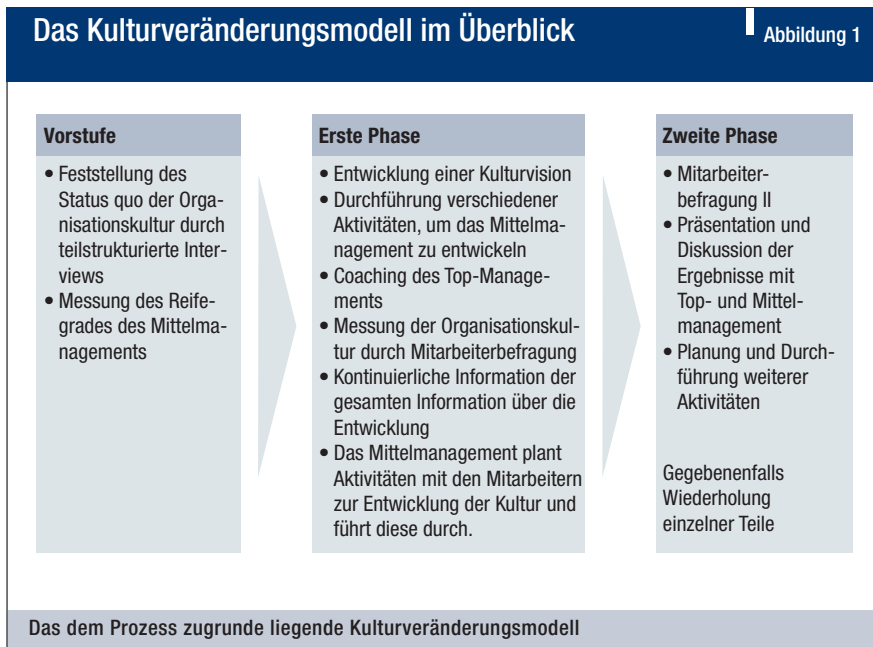 Das Kulturveränderungsmodell im Überblick
Abbildung 1
Vorstufe
• Feststellung des
Status quo der Orga-
nisationskultur durch
teilstrukturierte Inter-
views
• Messung des Reife-
grades des Mittelma-
nagements
Erste Phase
• Entwicklung einer Kulturvision
• Durchführung verschiedener
Aktivitäten, um das Mittelma-
nagement zu entwickeln
• Coaching des Top-Manage-
ments
• Messung der Organisationskul-
tur durch Mitarbeiterbefragung
• Kontinuierliche Information der
gesamten Information über die
Entwicklung
• Das Mittelmanagement plant
Aktivitäten mit den Mitarbeitern
zur Entwicklung der Kultur und
führt diese durch.
Zweite Phase
• Mitarbeiter-
befragung II
• Präsentation und
Diskussion der
Ergebnisse mit
Top- und Mittel-
management
• Planung und Durch-
führung weiterer
Aktivitäten
Gegebenenfalls
Wiederholung
einzelner Teile
Das dem Prozess zugrunde liegende Kulturveränderungsmodell